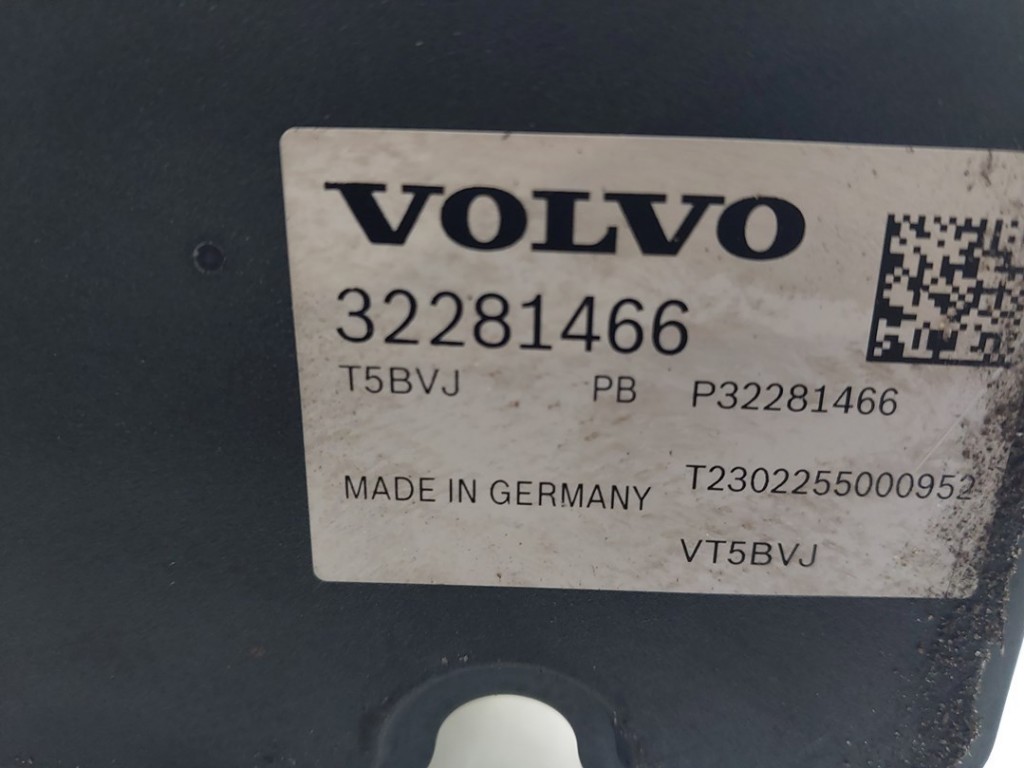 VOLVO
32281466
T5BVJ PB P32281466
MADE IN GERMANY T2302255000952
VT5BVJ